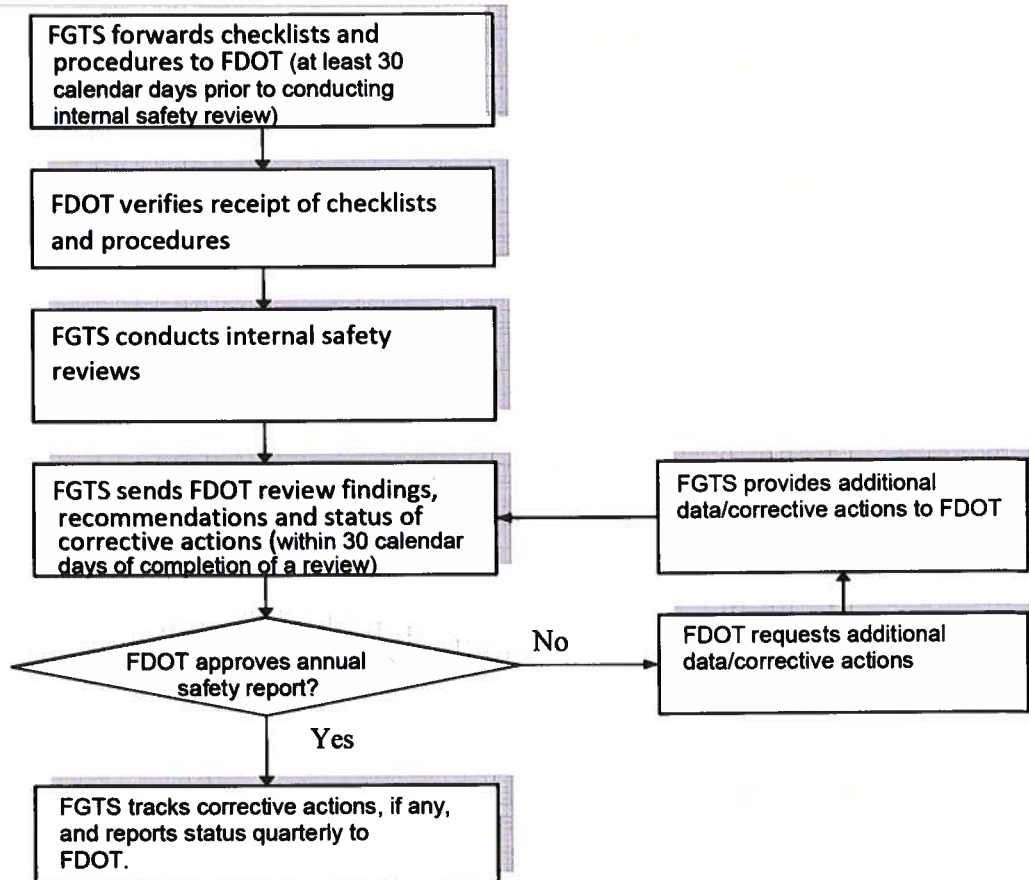 FGTS forwards checklists and
procedures to FDOT (at least 30
calendar days prior to conducting
internal safety review)
FDOT verifies receipt of checklists
and procedures
FGTS conducts internal safety
reviews
FGTS sends FDOT review findings,
recommendations and status of
corrective actions (within 30 calendar
days of completion of a review)
FGTS provides additional
data/corrective actions to FDOT
FDOT approves annual
safety report?
No
FDOT requests additional
data/corrective actions
Yes
FGTS tracks corrective actions, if any,
and reports status quarterly to
FDOT.